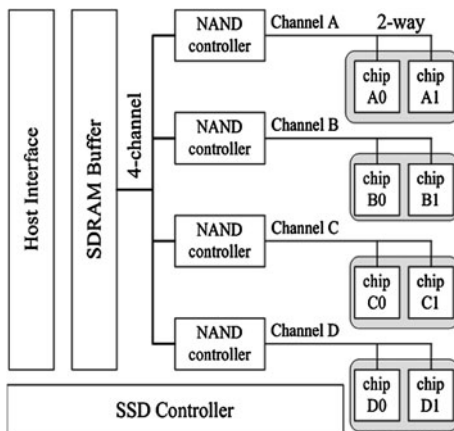 Host Interface
SDRAM Buffer
4-channel
NAND
controller
Channel A
2-way
chip
A0
chip
A1
NAND
controller
Channel B
chip
B0
chip
B1
NAND
controller
Channel C
chip
C0
chip
C1
NAND
controller
Channel D
chip
D0
chip
D1
SSD Controller